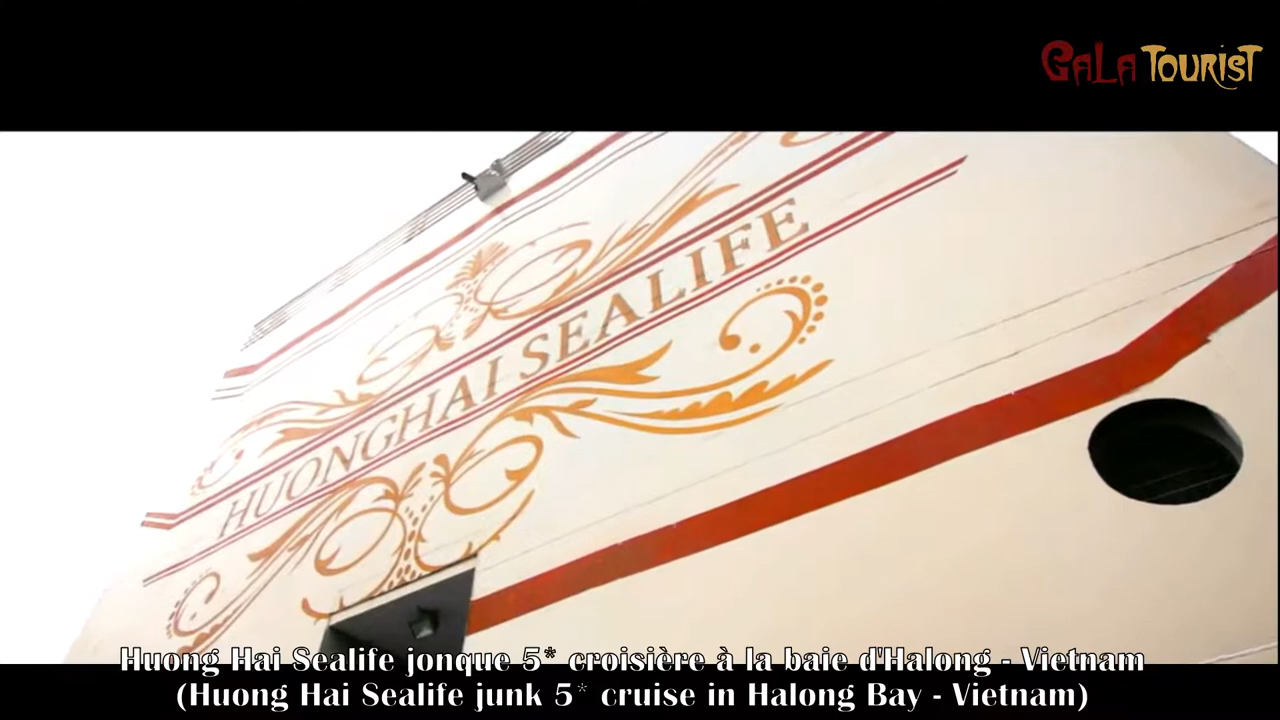 GALA TOURIST
HUONGHAI SEALIFE
Huong Hai Sealife jonque 5* croisière à la baie d'Halong - Vietnam
(Huong Hai Sealife junk 5* cruise in Halong Bay - Vietnam)